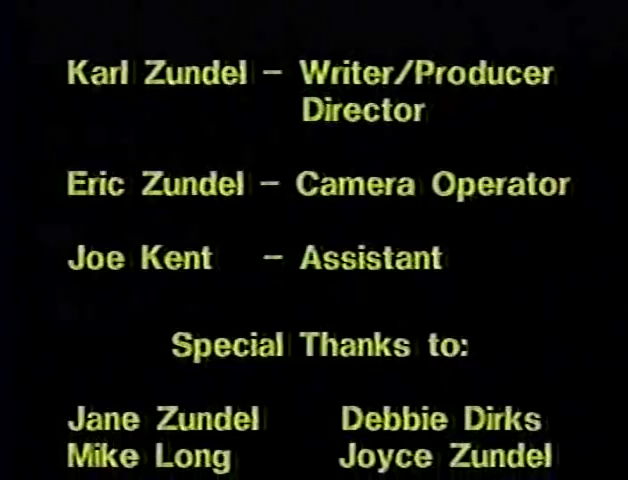 Karl Zundel – Writer/Producer
Director
Eric Zundel – Camera Operator
Joe Kent – Assistant
Special Thanks to:
Jane Zundel Debbie Dirks
Mike Long Joyce Zundel